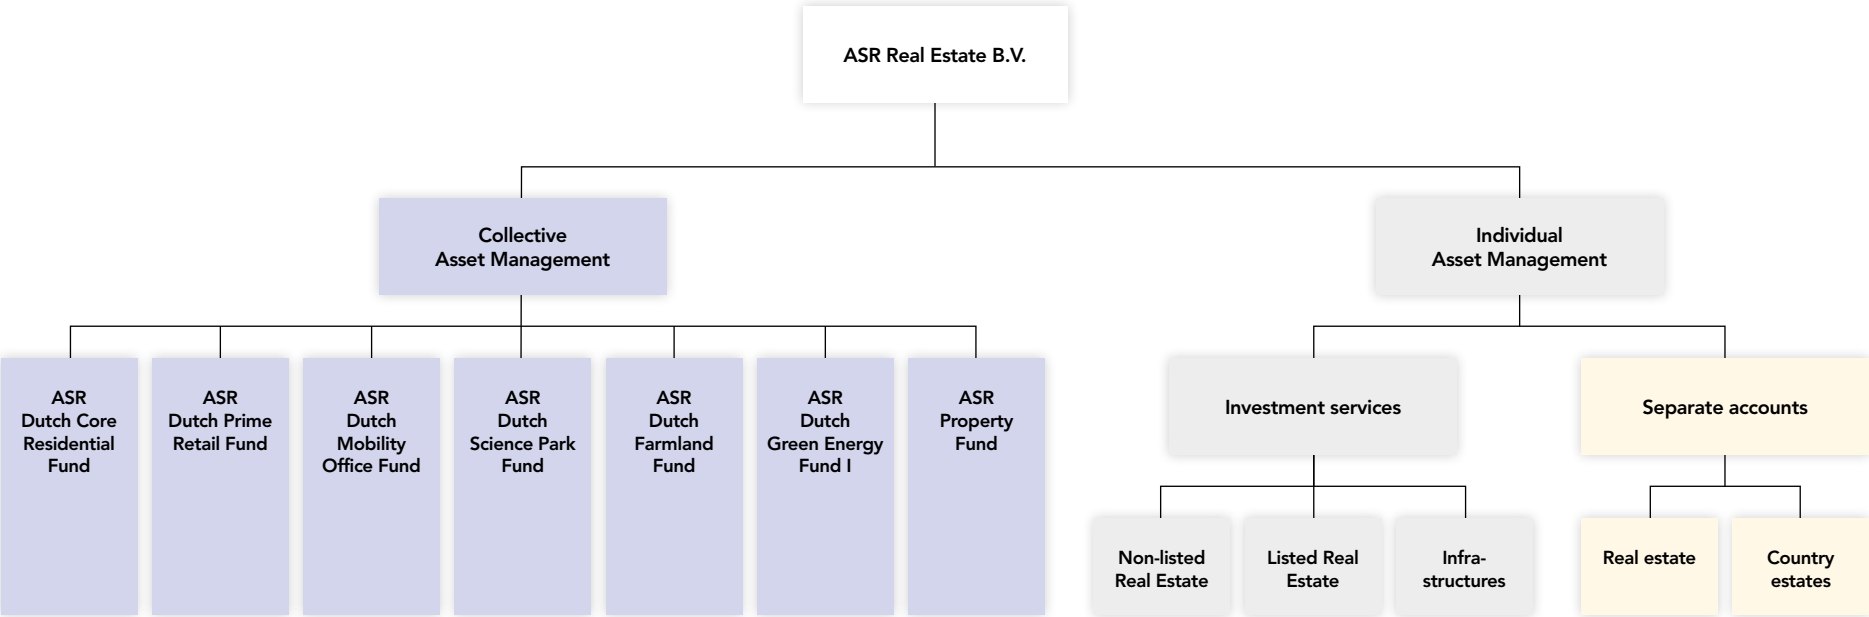 ASR Real Estate B.V.
Collective
Asset Management
Individual
Asset Management
ASR
Dutch Core
Residential
Fund
ASR
Dutch Prime
Retail Fund
ASR
Dutch
Mobility
Office Fund
ASR
Dutch
Science Park
Fund
ASR
Dutch
Farmland
Fund
ASR
Dutch
Green Energy
Fund I
ASR
Property
Fund
Investment services
Separate accounts
Non-listed
Real Estate
Listed Real
Estate
Infra-
structures
Real estate
Country
estates